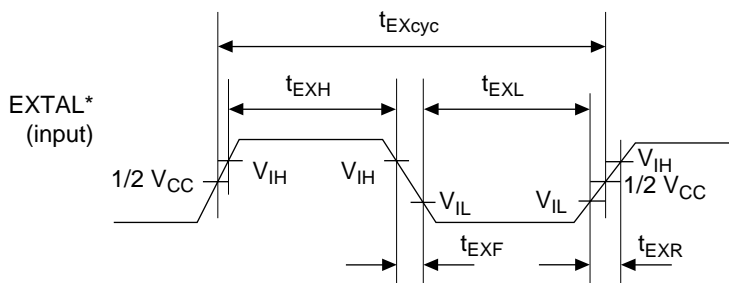 tEXcyc
tEXH
tEXL
EXTAL*
(input)
1/2 VCC
VIH
VIH
VIL
VIL
VIH
1/2 VCC
tEXF
tEXR